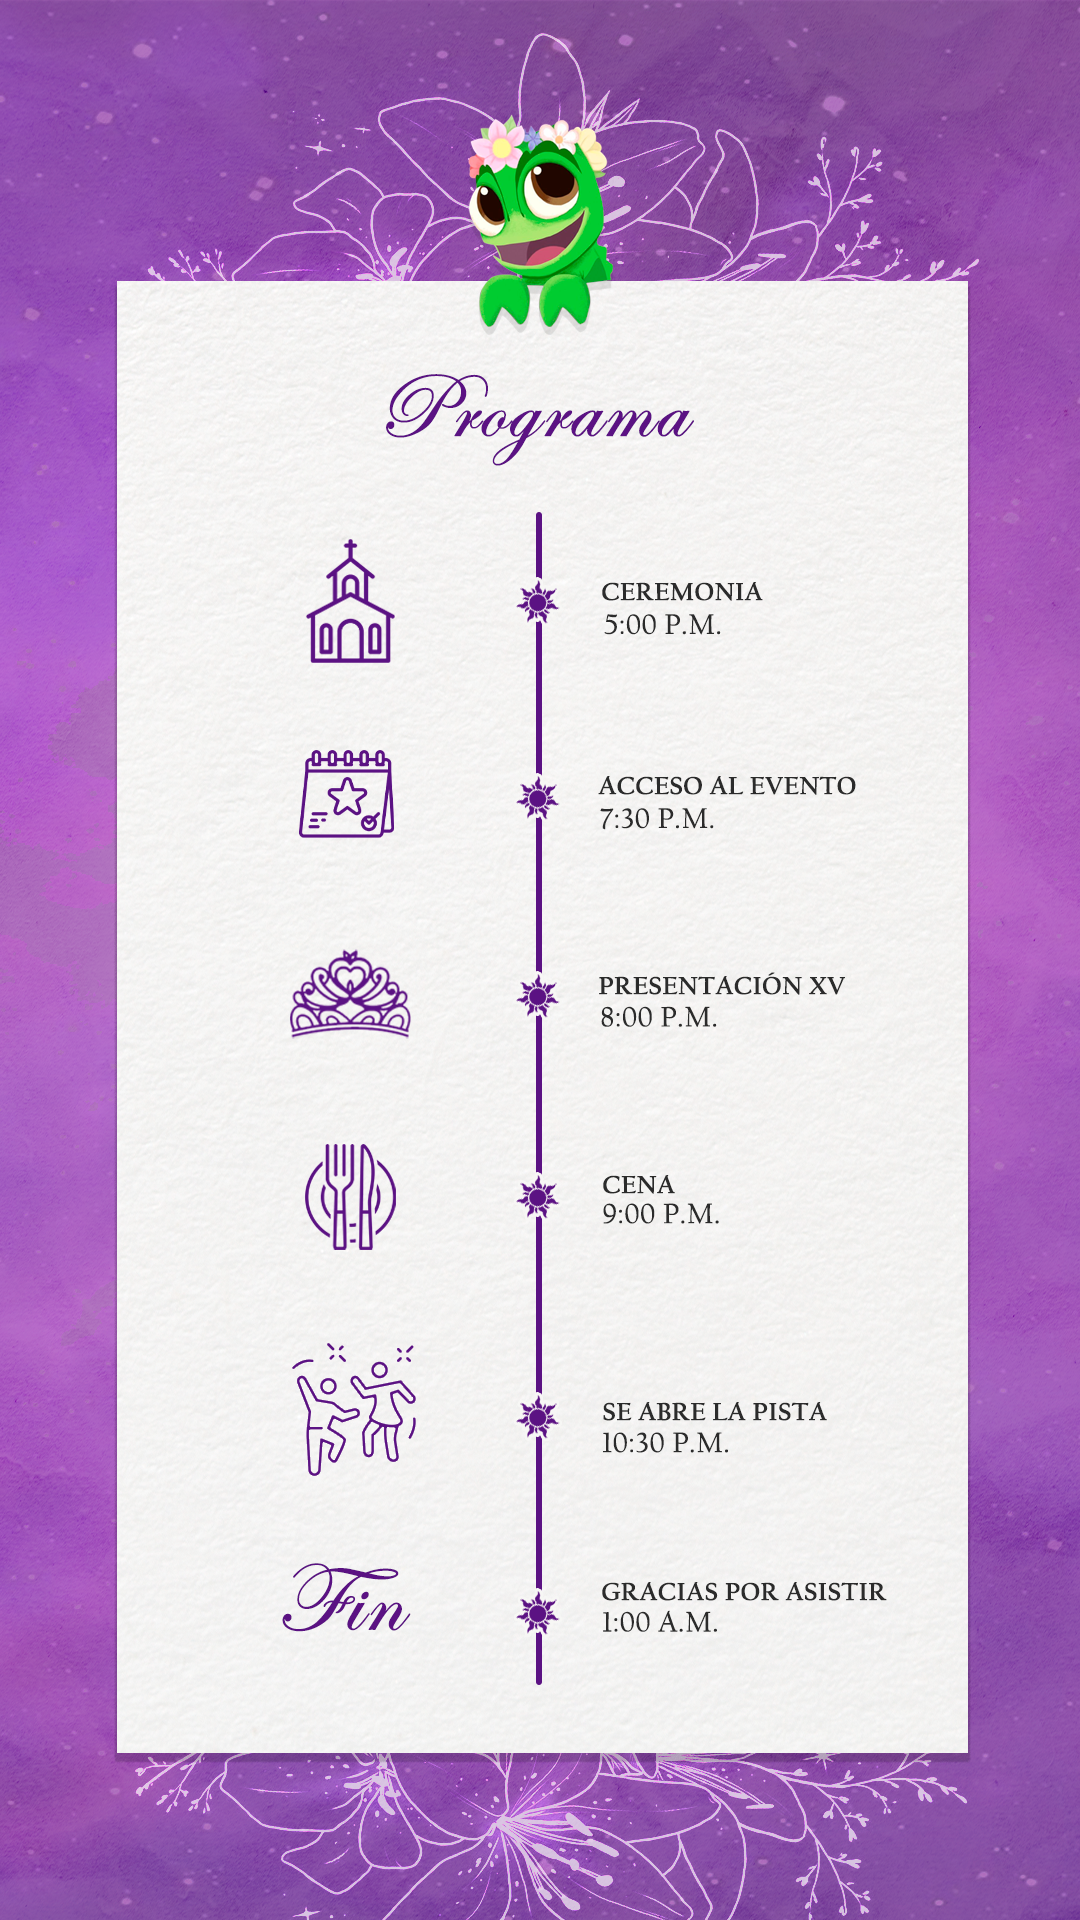 Programa
CEREMONIA
5:00 P.M.
ACCESO AL EVENTO
7:30 P.M.
PRESENTACIÓN XV
8:00 P.M.
CENA
9:00 P.M.
SE ABRE LA PISTA
10:30 P.M.
Fin
GRACIAS POR ASISTIR
1:00 A.M.